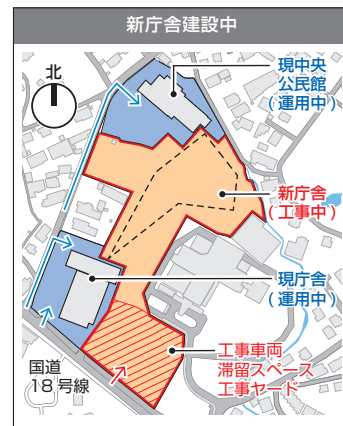 新庁舎建設中
北
現中央
公民館
(運用中)
新庁舎
(工事中)
現庁舎
(運用中)
工事車両
滞留スペース
工事ヤード
国道
18号線